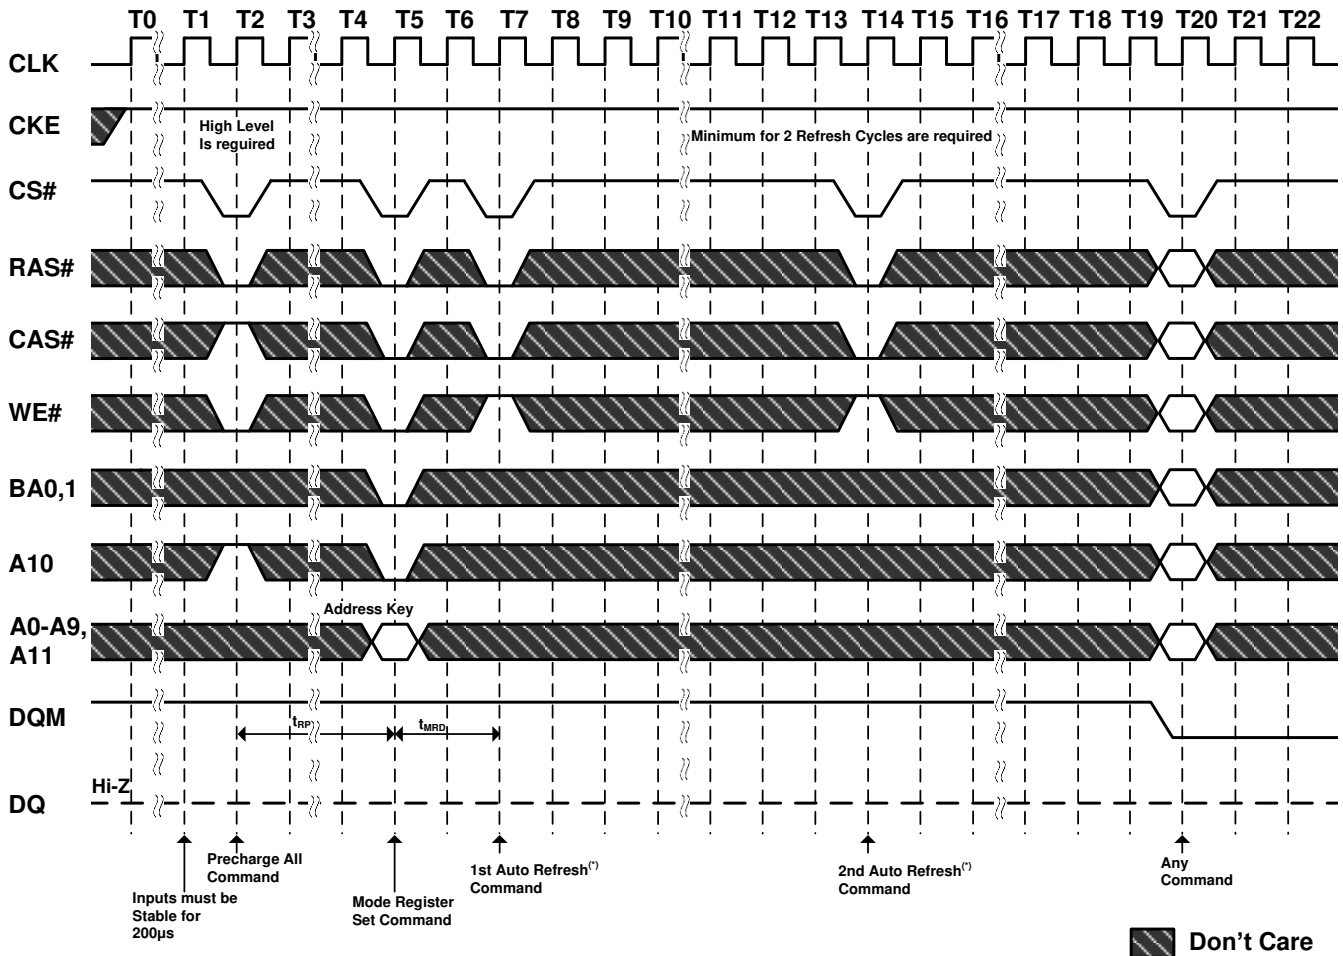 T0 T1 T2 T3 T4 T5 T6 T7 T8 T9 T10 T11 T12 T13 T14 T15 T16 T17 T18 T19 T20 T21 T22
CLK
CKE
High Level
Is reguired
Minimum for 2 Refresh Cycles are required
CS#
RAS#
CAS#
WE#
BA0,1
A10
Address Key
A0-A9,
A11
DQM
tRP
tMRD
Hi-Z
DQ
Inputs must be
Stable for
200µs
Precharge All
Command
Mode Register
Set Command
1st Auto Refresh(*)
Command
2nd Auto Refresh(*)
Command
Any
Command
Don't Care